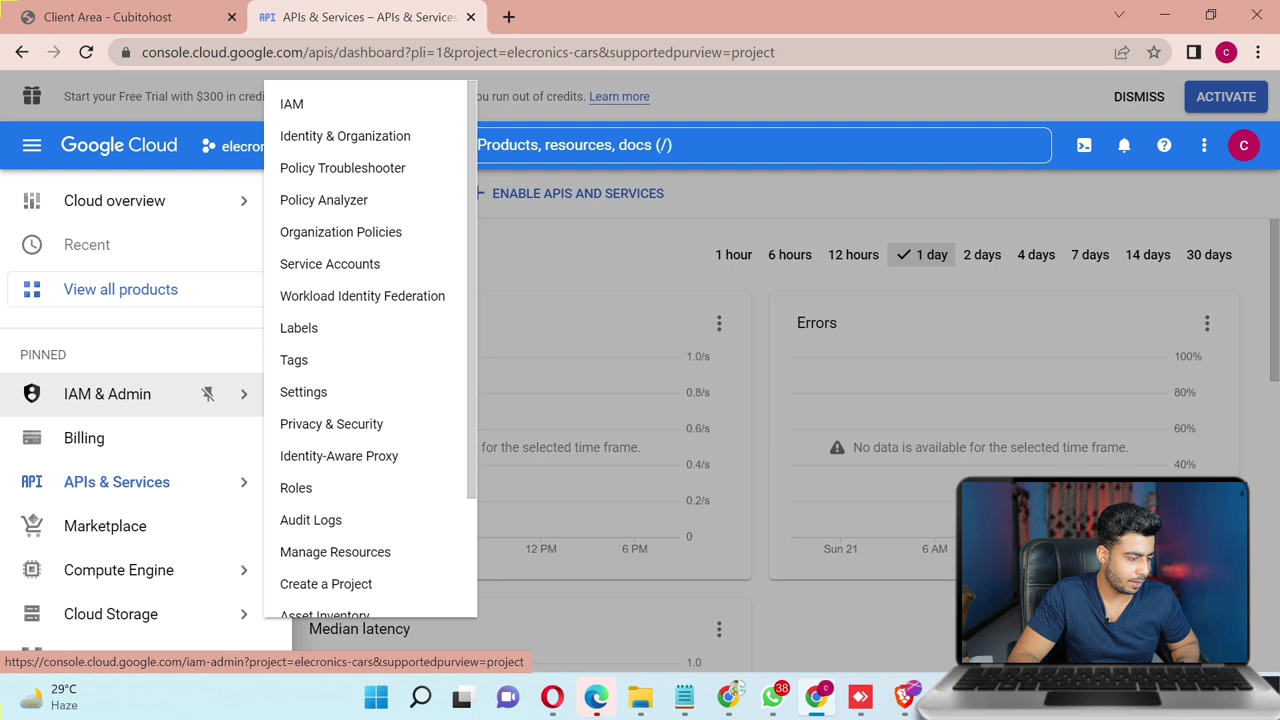 Client Area - Cubitohost
API APIs & Services – APIs & Services
console.cloud.google.com/apis/dashboard?pli=1&project=elecronics-cars&supportedpurview=project
C
Start your Free Trial with $300 in credi
ou run out of credits. Learn more
DISMISS
ACTIVATE
Google Cloud
elecron
Products, resources, docs (/)
C
Cloud overview
Recent
View all products
PINNED
IAM & Admin
Billing
API APIs & Services
Marketplace
Compute Engine
Cloud Storage
IAM
Identity & Organization
Policy Troubleshooter
Policy Analyzer
Organization Policies
Service Accounts
Workload Identity Federation
Labels
Tags
Settings
Privacy & Security
Identity-Aware Proxy
Roles
Audit Logs
Manage Resources
Create a Project
Asset Inventory
ENABLE APIS AND SERVICES
1 hour 6 hours 12 hours 1 day 2 days 4 days 7 days 14 days 30 days
1.0/s
0.8/s
0.6/s
for the selected time frame.
0.4/s
0.2/s
0
12 PM 6 PM
Errors
100%
80%
60%
No data is available for the selected time frame.
40%
Sun 21 6 AM
Median latency
1.0
https://console.cloud.google.com/iam-admin?project=elecronics-cars&supportedpurview=project
29°C
Haze
38
C